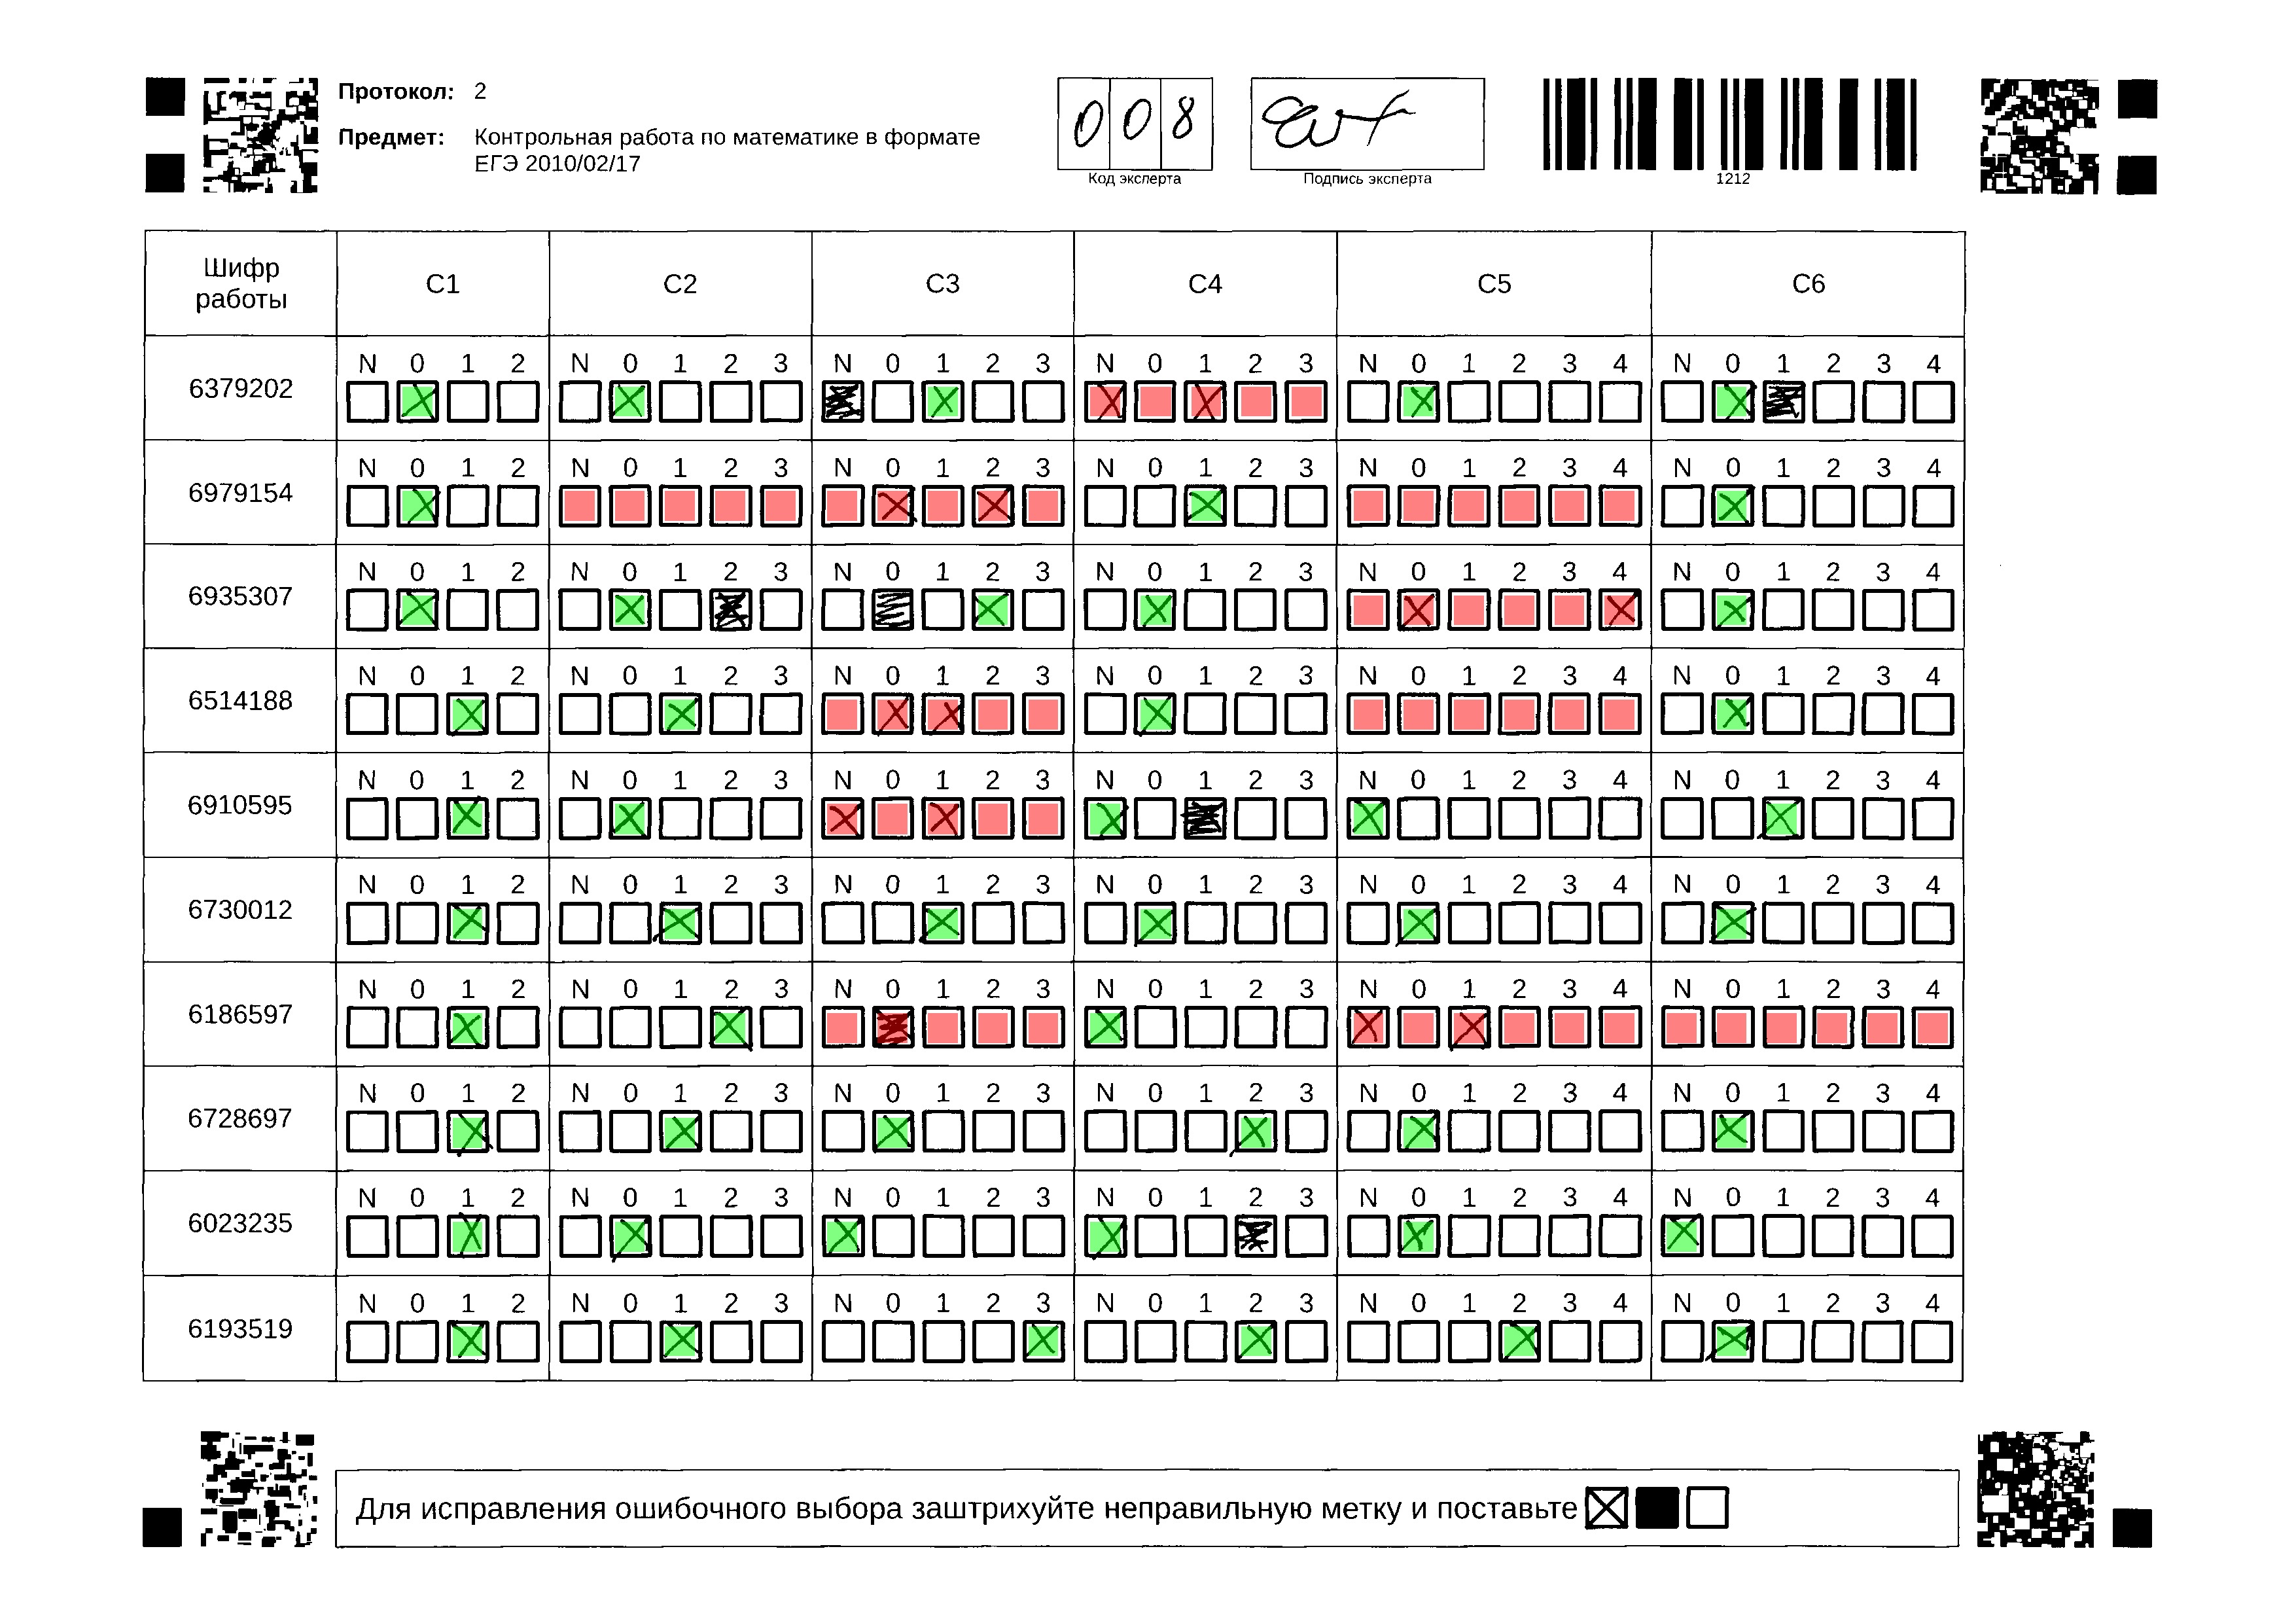 Протокол: 2
Предмет: Контрольная работа по математике в формате
ЕГЭ 2010/02/17
008
Код эксперта
Подпись эксперта
1212
Шифр работы C1 C2 C3 C4 C5 C6
N 0 1 2 N 0 1 2 3 N 0 1 2 3 N 0 1 2 3 N 0 1 2 3 4 N 0 1 2 3 4
6379202
N 0 1 2 N 0 1 2 3 N 0 1 2 3 N 0 1 2 3 N 0 1 2 3 4 N 0 1 2 3 4
6979154
N 0 1 2 N 0 1 2 3 N 0 1 2 3 N 0 1 2 3 N 0 1 2 3 4 N 0 1 2 3 4
6935307
N 0 1 2 N 0 1 2 3 N 0 1 2 3 N 0 1 2 3 N 0 1 2 3 4 N 0 1 2 3 4
6514188
N 0 1 2 N 0 1 2 3 N 0 1 2 3 N 0 1 2 3 N 0 1 2 3 4 N 0 1 2 3 4
6910595
N 0 1 2 N 0 1 2 3 N 0 1 2 3 N 0 1 2 3 N 0 1 2 3 4 N 0 1 2 3 4
6730012
N 0 1 2 N 0 1 2 3 N 0 1 2 3 N 0 1 2 3 N 0 1 2 3 4 N 0 1 2 3 4
6186597
N 0 1 2 N 0 1 2 3 N 0 1 2 3 N 0 1 2 3 N 0 1 2 3 4 N 0 1 2 3 4
6728697
N 0 1 2 N 0 1 2 3 N 0 1 2 3 N 0 1 2 3 N 0 1 2 3 4 N 0 1 2 3 4
6023235
N 0 1 2 N 0 1 2 3 N 0 1 2 3 N 0 1 2 3 N 0 1 2 3 4 N 0 1 2 3 4
6193519
Для исправления ошибочного выбора заштрихуйте неправильную метку и поставьте